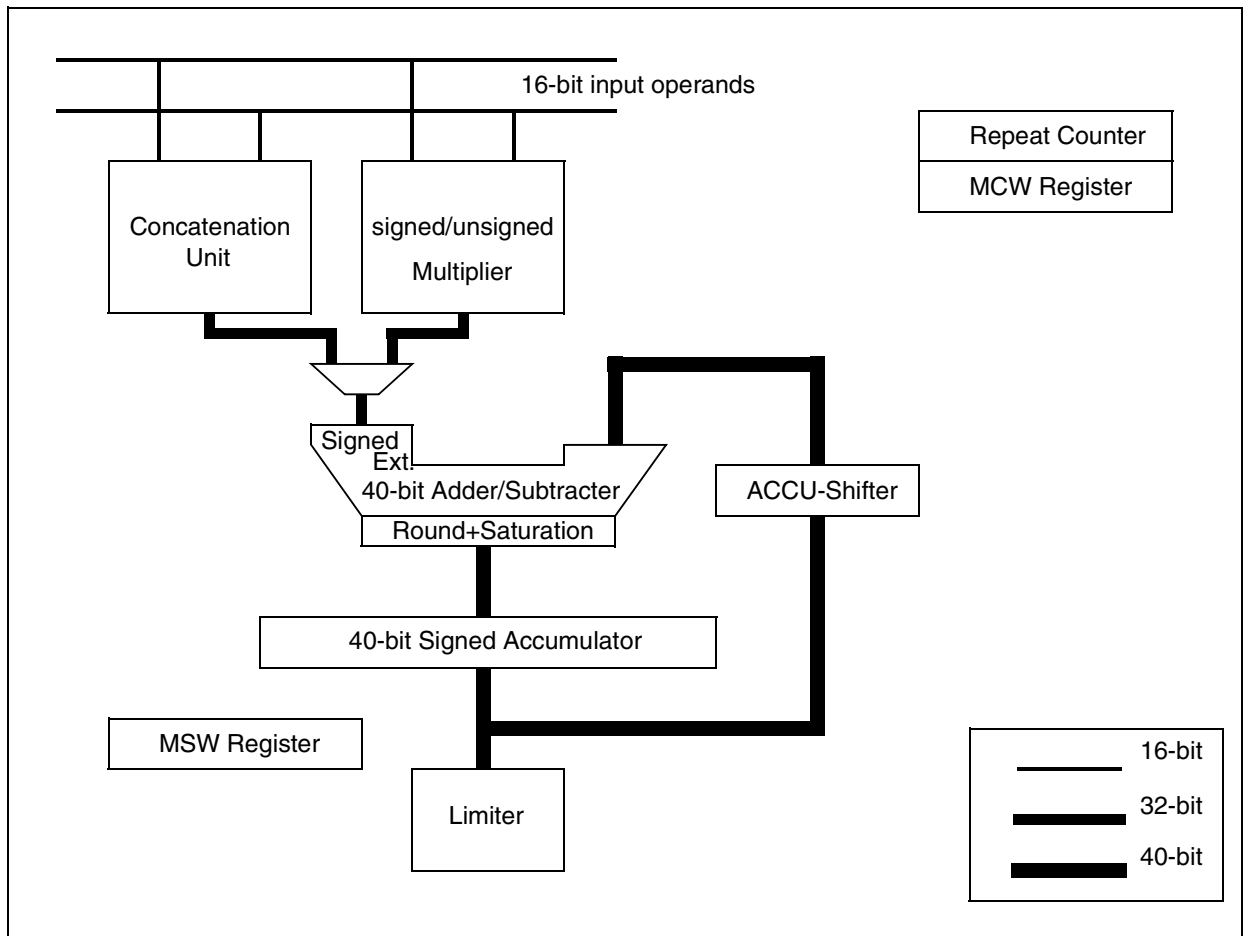 16-bit input operands
Repeat Counter
MCW Register
Concatenation
Unit
signed/unsigned
Multiplier
Signed
Ext.
40-bit Adder/Subtracter
Round+Saturation
ACCU-Shifter
40-bit Signed Accumulator
MSW Register
Limiter
16-bit
32-bit
40-bit